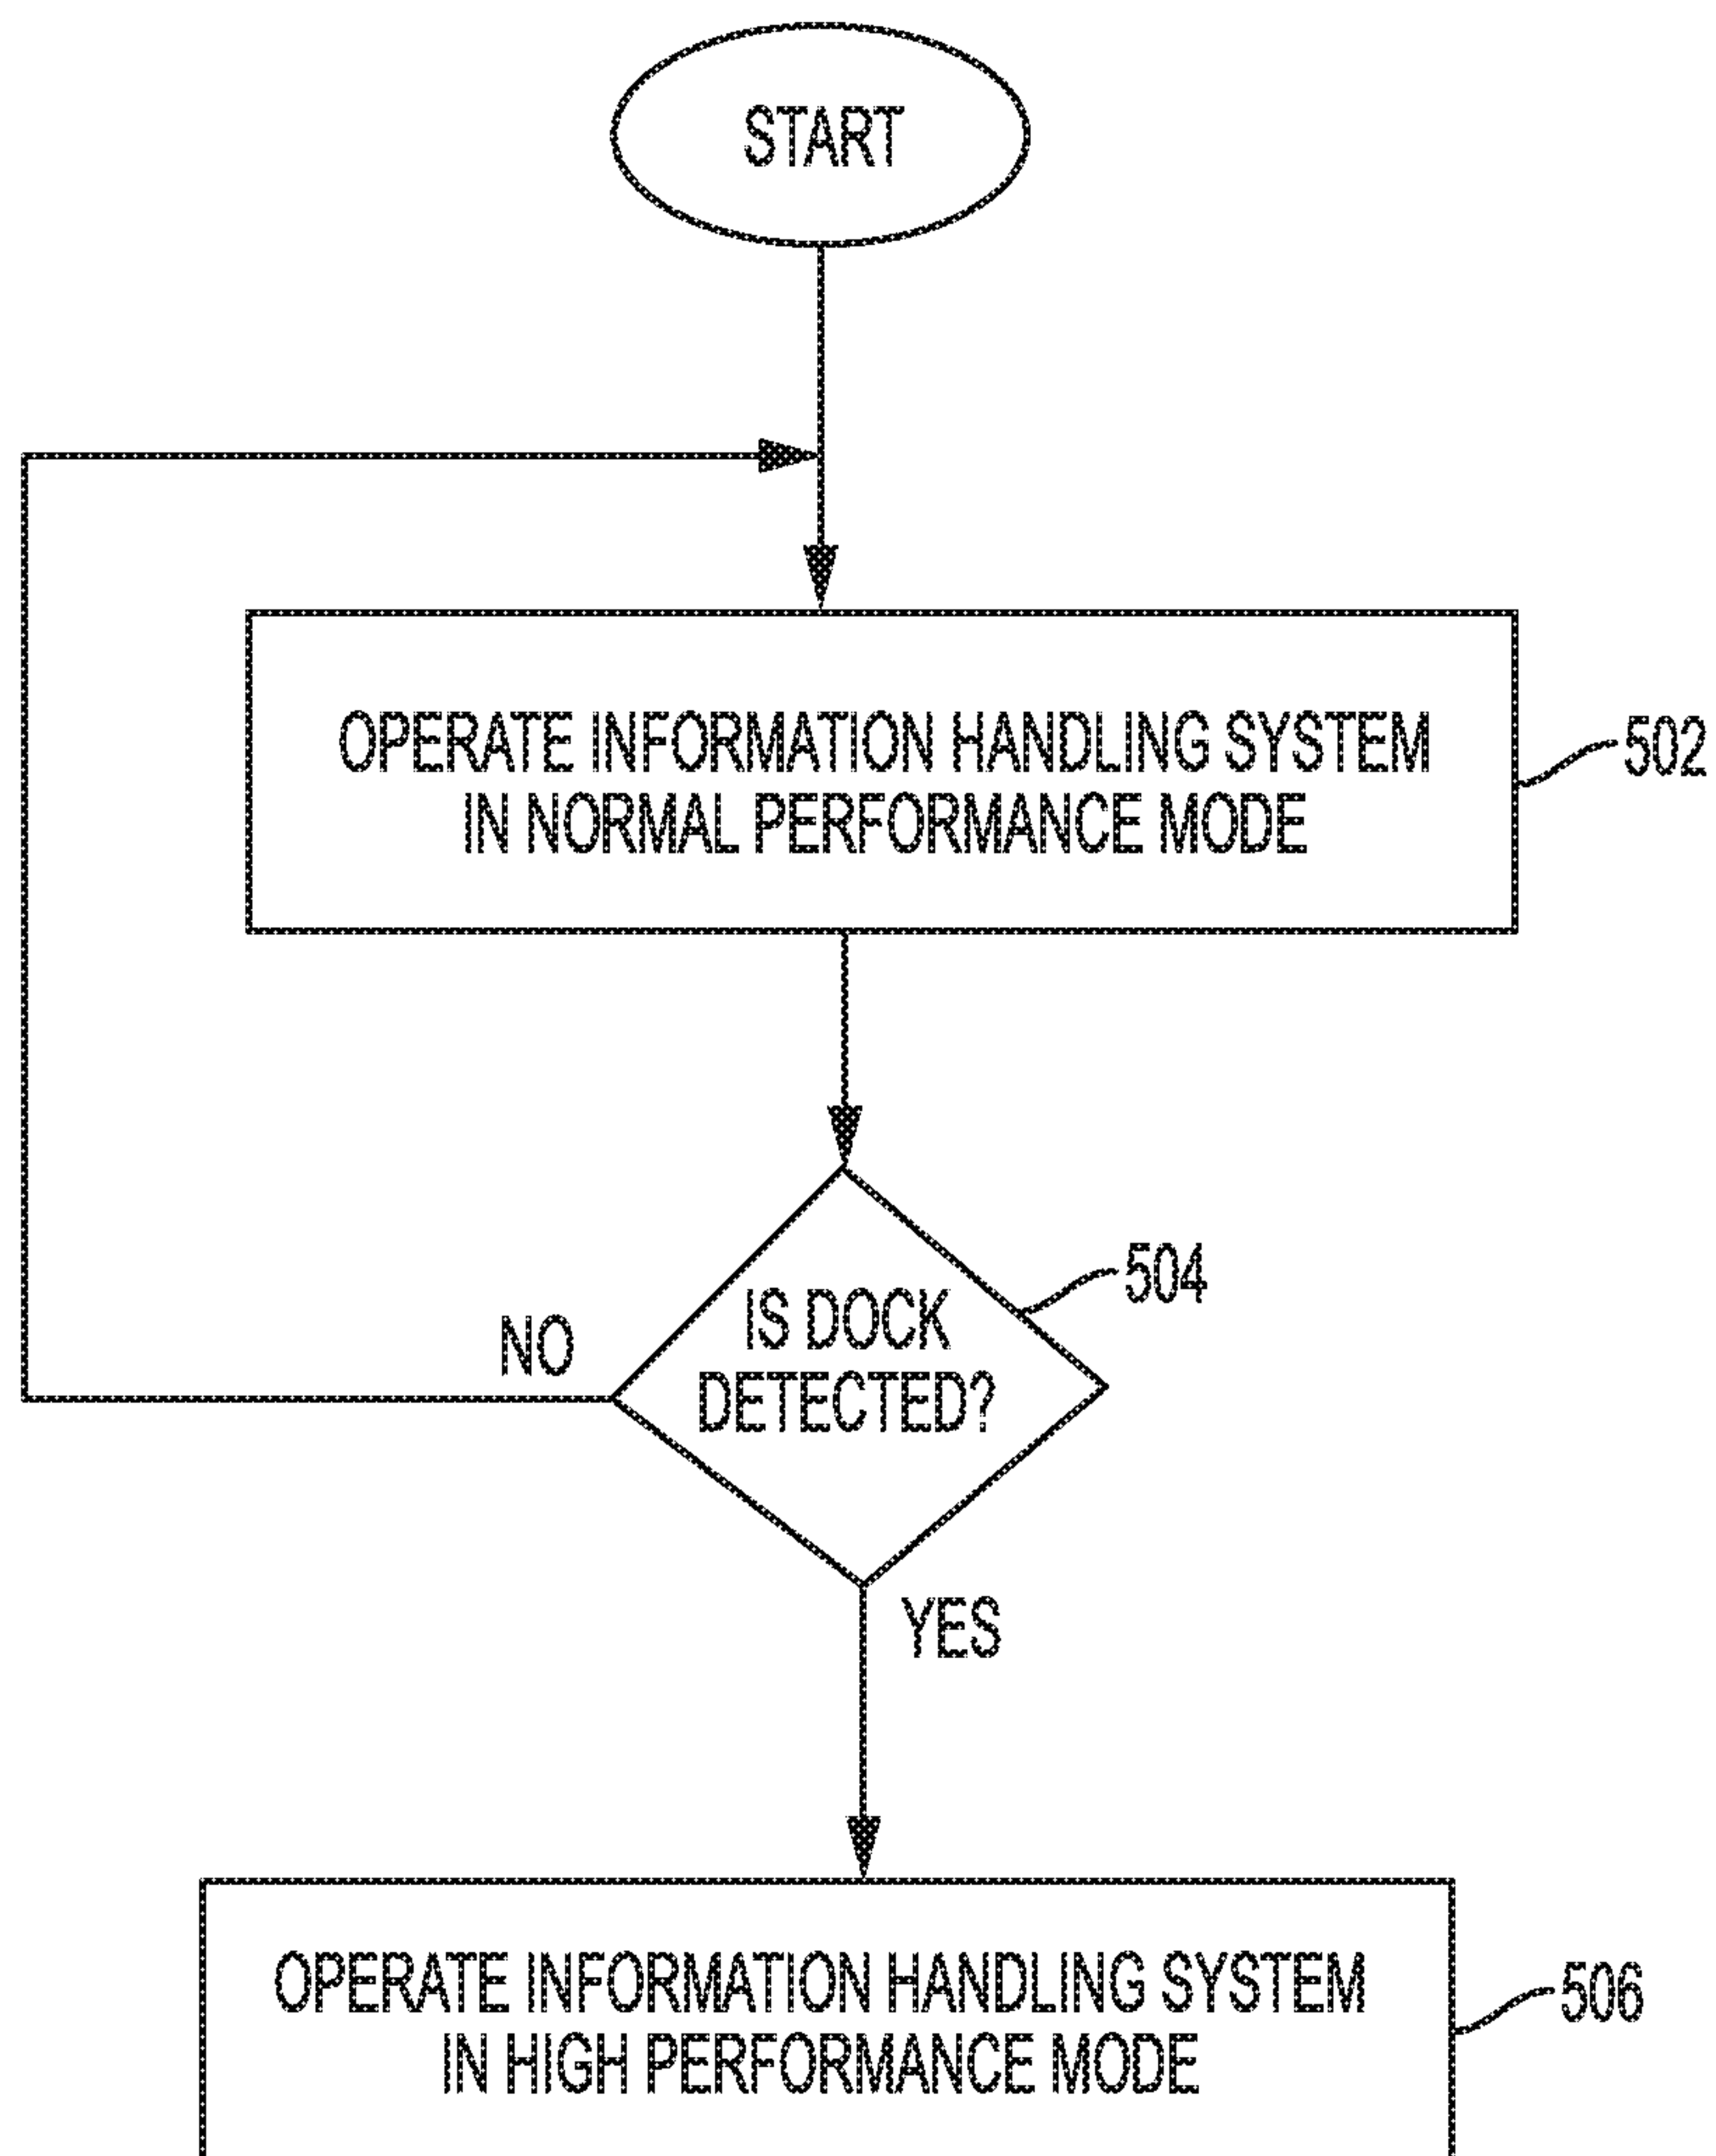 START
OPERATE INFORMATION HANDLING SYSTEM
IN NORMAL PERFORMANCE MODE
502
IS DOCK
DETECTED?
504
NO
YES
OPERATE INFORMATION HANDLING SYSTEM
IN HIGH PERFORMANCE MODE
506